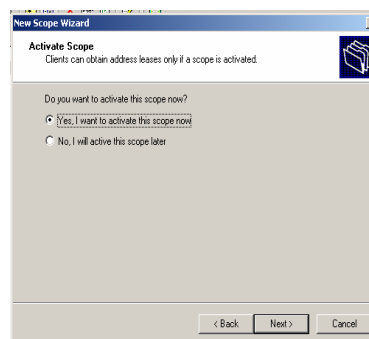 New Scope Wizard
Activate Scope
Clients can obtain address leases only if a scope is activated.
Do you want to activate this scope now?
Yes, I want to activate this scope now
No, I will active this scope later
< Back
Next >
Cancel